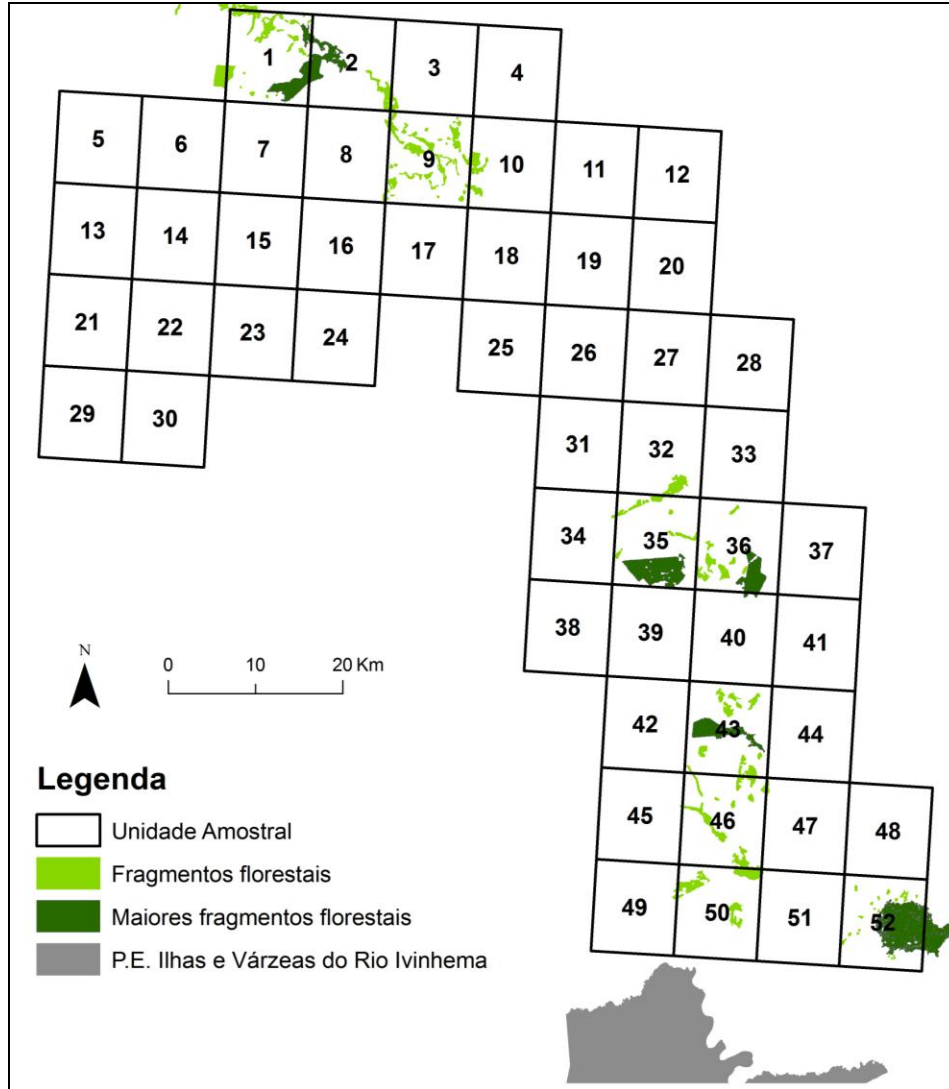 1 2 3 4
5 6 7 8 9 10 11 12
13 14 15 16 17 18 19 20
21 22 23 24 25 26 27 28
29 30 31 32 33
34 35 36 37
38 39 40 41
42 43 44
45 46 47 48
49 50 51 52
N
0 10 20 Km
Legenda
Unidade Amostral
Fragmentos florestais
Maiores fragmentos florestais
P.E. Ilhas e Várzeas do Rio Ivinhema